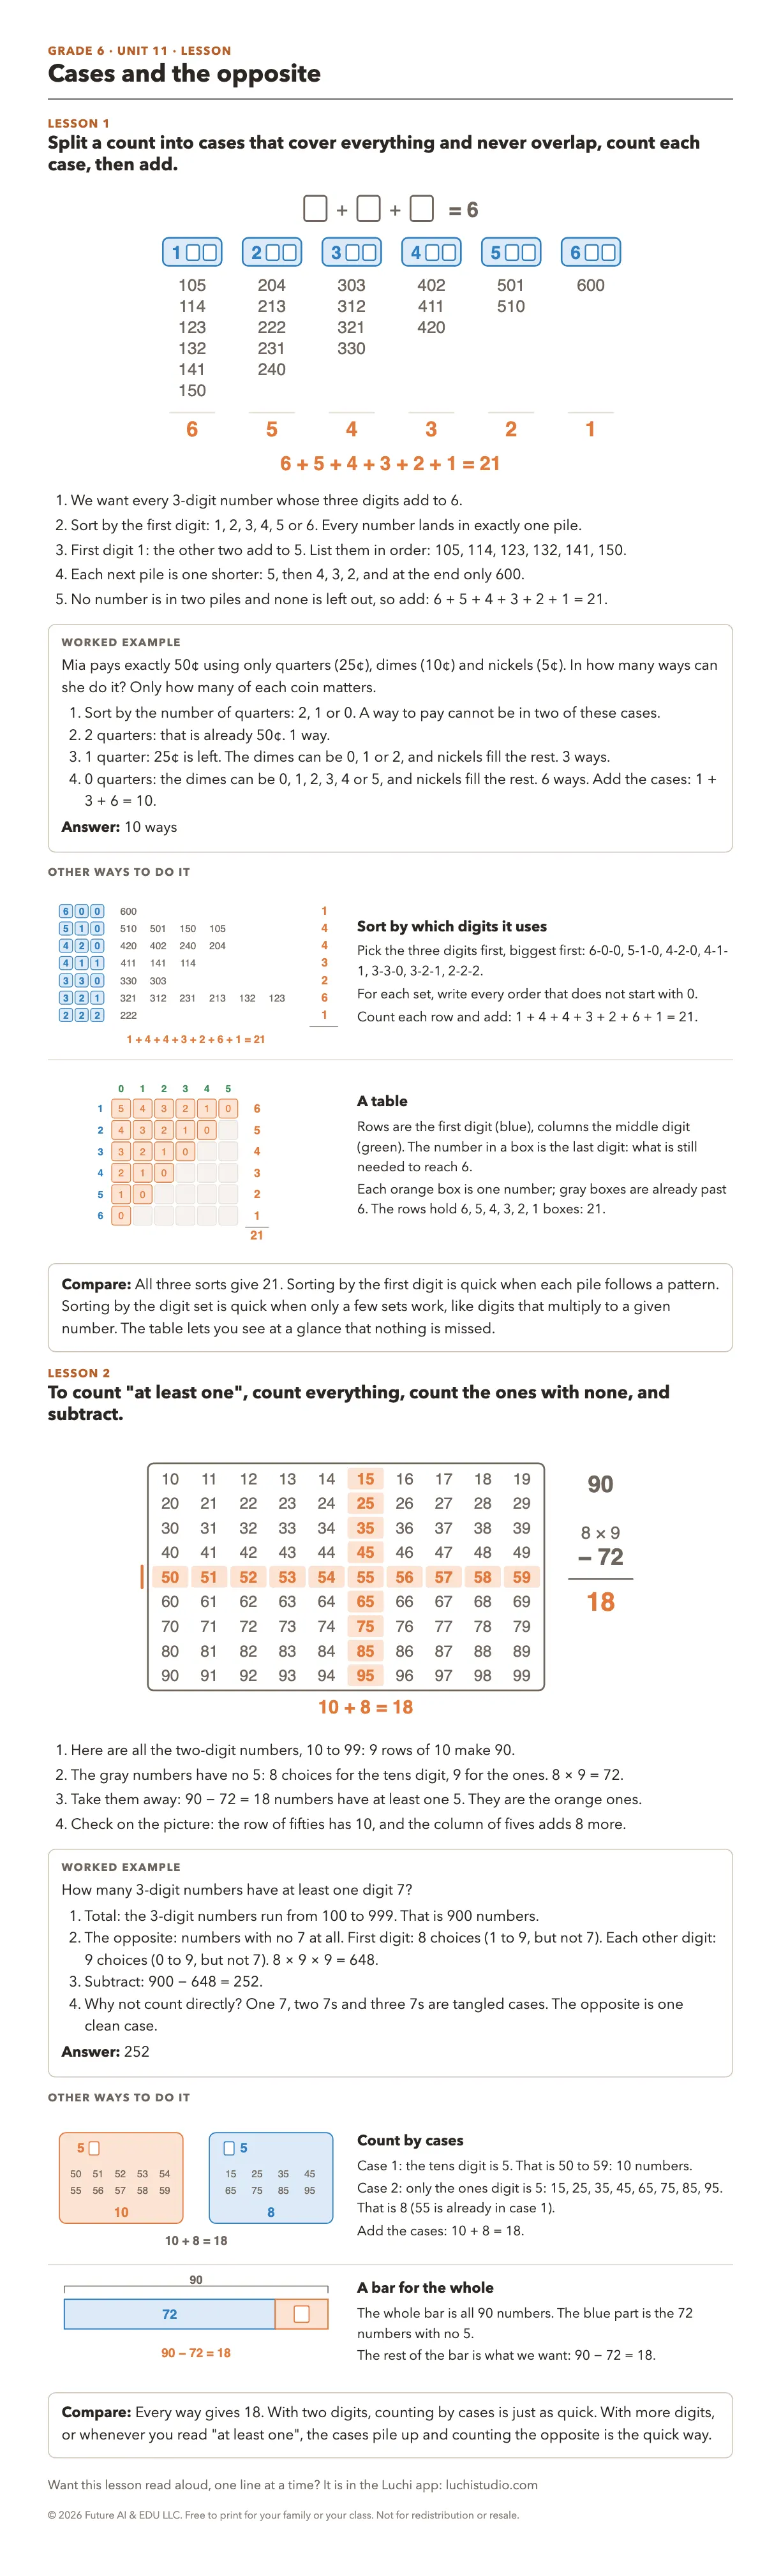 GRADE 6 · UNIT 11 · LESSON
Cases and the opposite
LESSON 1
Split a count into cases that cover everything and never overlap, count each
case, then add.
+ + = 6
1 2 3 4 5 6
105 204 303 402 501 600
114 213 312 411 510
123 222 321 420
132 231 330
141 240
150
6 5 4 3 2 1
6 + 5 + 4 + 3 + 2 + 1 = 21
1. We want every 3-digit number whose three digits add to 6.
2. Sort by the first digit: 1, 2, 3, 4, 5 or 6. Every number lands in exactly one pile.
3. First digit 1: the other two add to 5. List them in order: 105, 114, 123, 132, 141, 150.
4. Each next pile is one shorter: 5, then 4, 3, 2, and at the end only 600.
5. No number is in two piles and none is left out, so add: 6 + 5 + 4 + 3 + 2 + 1 = 21.
WORKED EXAMPLE
Mia pays exactly 50¢ using only quarters (25¢), dimes (10¢) and nickels (5¢). In how many ways can
she do it? Only how many of each coin matters.
1. Sort by the number of quarters: 2, 1 or 0. A way to pay cannot be in two of these cases.
2. 2 quarters: that is already 50¢. 1 way.
3. 1 quarter: 25¢ is left. The dimes can be 0, 1 or 2, and nickels fill the rest. 3 ways.
4. 0 quarters: the dimes can be 0, 1, 2, 3, 4 or 5, and nickels fill the rest. 6 ways. Add the cases: 1 +
3 + 6 = 10.
Answer: 10 ways
OTHER WAYS TO DO IT
6 0 0 600 1
5 1 0 510 501 150 105 4
4 2 0 420 402 240 204 4
4 1 1 411 141 114 3
3 3 0 330 303 2
3 2 1 321 312 231 213 132 123 6
2 2 2 222 1
1 + 4 + 4 + 3 + 2 + 6 + 1 = 21
Sort by which digits it uses
Pick the three digits first, biggest first: 6-0-0, 5-1-0, 4-2-0, 4-1-
1, 3-3-0, 3-2-1, 2-2-2.
For each set, write every order that does not start with 0.
Count each row and add: 1 + 4 + 4 + 3 + 2 + 6 + 1 = 21.
0 1 2 3 4 5
1 5 4 3 2 1 0 6
2 4 3 2 1 0 5
3 3 2 1 0 4
4 2 1 0 3
5 1 0 2
6 0 1
21
A table
Rows are the first digit (blue), columns the middle digit
(green). The number in a box is the last digit: what is still
needed to reach 6.
Each orange box is one number; gray boxes are already past
6. The rows hold 6, 5, 4, 3, 2, 1 boxes: 21.
Compare: All three sorts give 21. Sorting by the first digit is quick when each pile follows a pattern.
Sorting by the digit set is quick when only a few sets work, like digits that multiply to a given
number. The table lets you see at a glance that nothing is missed.
LESSON 2
To count "at least one", count everything, count the ones with none, and
subtract.
10 11 12 13 14 15 16 17 18 19
20 21 22 23 24 25 26 27 28 29
30 31 32 33 34 35 36 37 38 39
40 41 42 43 44 45 46 47 48 49
50 51 52 53 54 55 56 57 58 59
60 61 62 63 64 65 66 67 68 69
70 71 72 73 74 75 76 77 78 79
80 81 82 83 84 85 86 87 88 89
90 91 92 93 94 95 96 97 98 99
90
8 × 9
− 72
18
10 + 8 = 18
1. Here are all the two-digit numbers, 10 to 99: 9 rows of 10 make 90.
2. The gray numbers have no 5: 8 choices for the tens digit, 9 for the ones. 8 × 9 = 72.
3. Take them away: 90 − 72 = 18 numbers have at least one 5. They are the orange ones.
4. Check on the picture: the row of fifties has 10, and the column of fives adds 8 more.
WORKED EXAMPLE
How many 3-digit numbers have at least one digit 7?
1. Total: the 3-digit numbers run from 100 to 999. That is 900 numbers.
2. The opposite: numbers with no 7 at all. First digit: 8 choices (1 to 9, but not 7). Each other digit:
9 choices (0 to 9, but not 7). 8 × 9 × 9 = 648.
3. Subtract: 900 − 648 = 252.
4. Why not count directly? One 7, two 7s and three 7s are tangled cases. The opposite is one
clean case.
Answer: 252
OTHER WAYS TO DO IT
5
50 51 52 53 54
55 56 57 58 59
10
5
15 25 35 45
65 75 85 95
8
10 + 8 = 18
Count by cases
Case 1: the tens digit is 5. That is 50 to 59: 10 numbers.
Case 2: only the ones digit is 5: 15, 25, 35, 45, 65, 75, 85, 95.
That is 8 (55 is already in case 1).
Add the cases: 10 + 8 = 18.
90
72
90 − 72 = 18
A bar for the whole
The whole bar is all 90 numbers. The blue part is the 72
numbers with no 5.
The rest of the bar is what we want: 90 − 72 = 18.
Compare: Every way gives 18. With two digits, counting by cases is just as quick. With more digits,
or whenever you read "at least one", the cases pile up and counting the opposite is the quick way.
Want this lesson read aloud, one line at a time? It is in the Luchi app: luchistudio.com
© 2026 Future AI & EDU LLC. Free to print for your family or your class. Not for redistribution or resale.